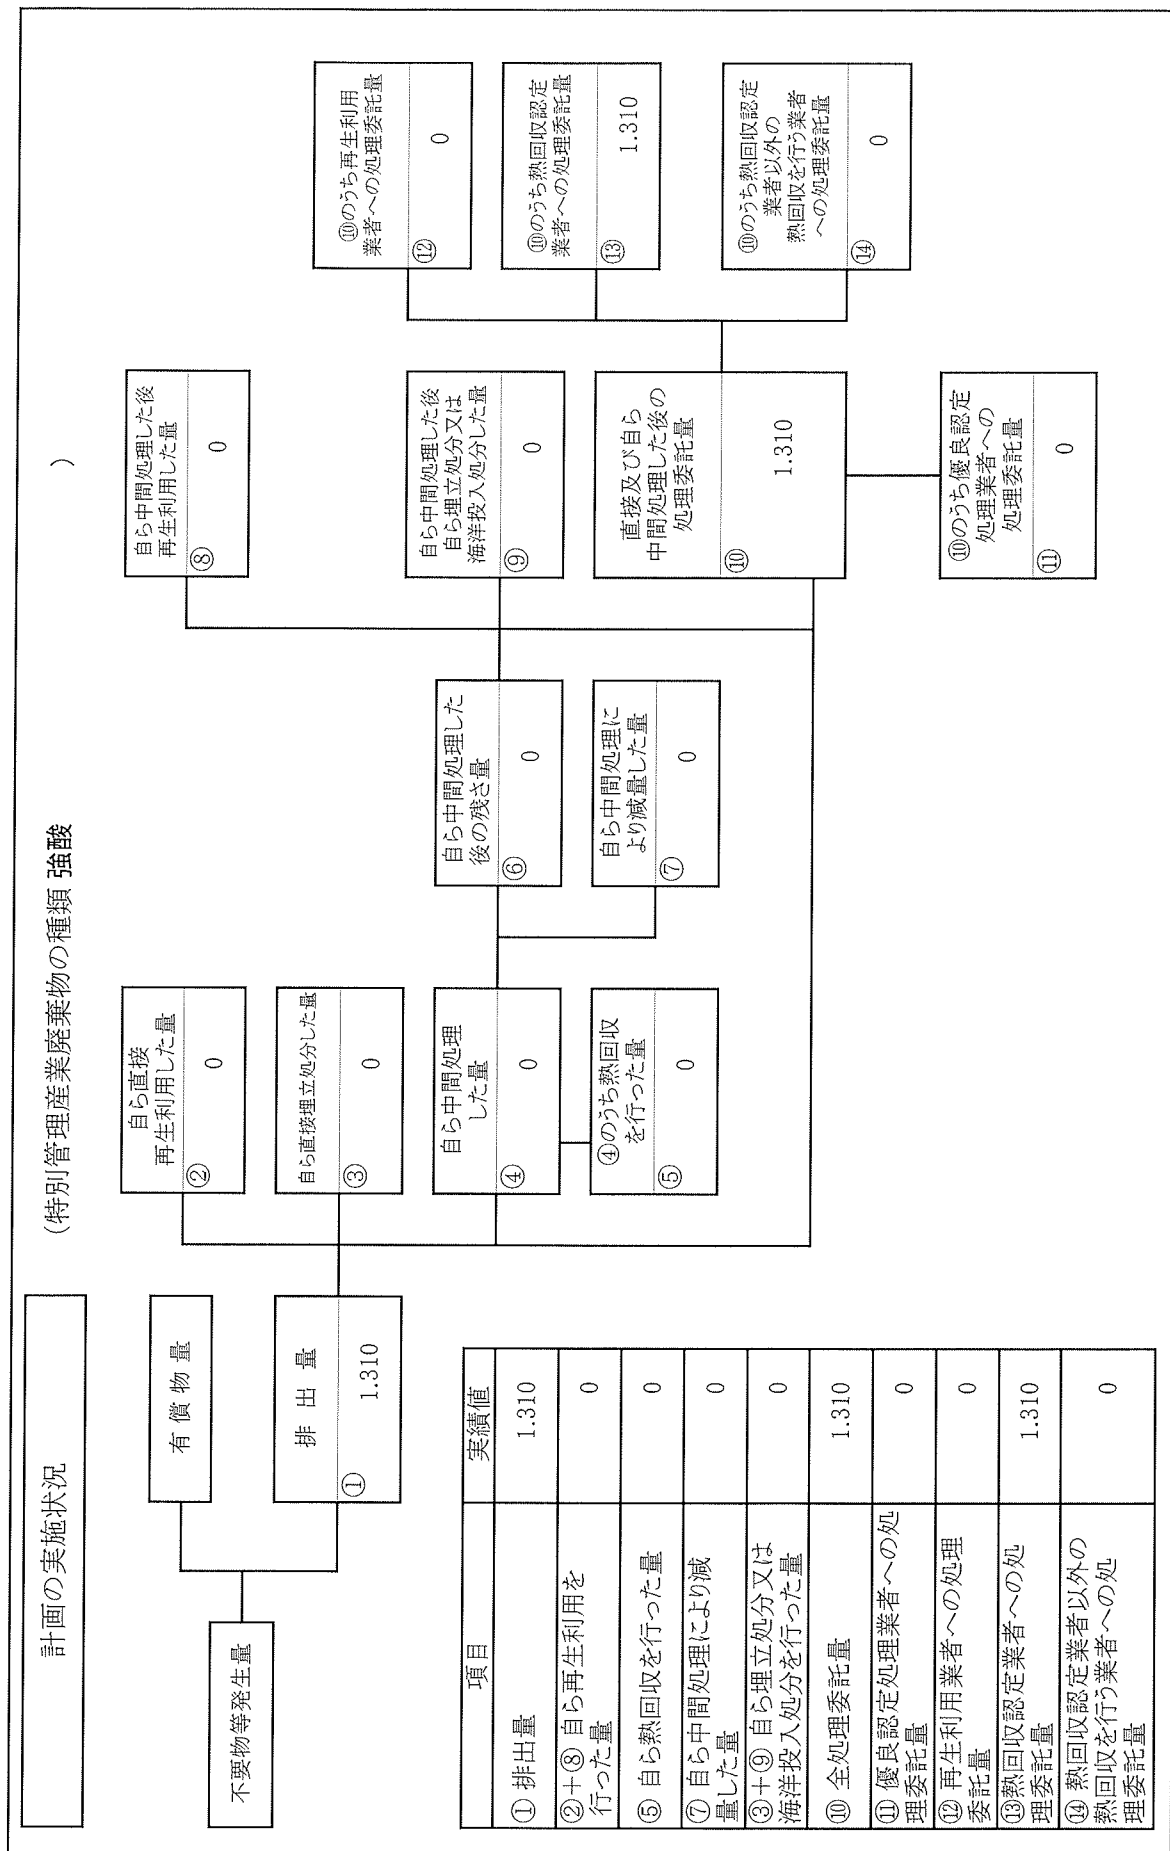 計画の実施状況
(特別管理産業廃棄物の種類 強酸 )
不要物等発生量
有 償 物 量
排 出 量
① 1.310
自ら直接
再生利用した量
② 0
自ら直接埋立処分した量
③ 0
自ら中間処理
した量
④ 0
④のうち熱回収
を行った量
⑤ 0
自ら中間処理した
後の残さ量
⑥ 0
自ら中間処理に
より減量した量
⑦ 0
自ら中間処理した後
再生利用した量
⑧ 0
自ら中間処理した後
自ら埋立処分又は
海洋投入処分した量
⑨ 0
直接及び自ら
中間処理した後の
処理委託量
⑩ 1.310
⑩のうち優良認定
処理業者への
処理委託量
⑪ 0
⑩のうち再生利用
業者への処理委託量
⑫ 0
⑩のうち熱回収認定
業者への処理委託量
⑬ 1.310
⑩のうち熱回収認定
業者以外の
熱回収を行う業者
への処理委託量
⑭ 0
項目 実績値
① 排出量 1.310
②+⑧ 自ら再生利用を
行った量 0
⑤ 自ら熱回収を行った量 0
⑦ 自ら中間処理により減
量した量 0
③+⑨ 自ら埋立処分又は
海洋投入処分を行った量 0
⑩ 全処理委託量 1.310
⑪ 優良認定処理業者への処
理委託量 0
⑫ 再生利用業者への処理
委託量 0
⑬熱回収認定業者への処
理委託量 1.310
⑭ 熱回収認定業者以外の
熱回収を行う業者への処
理委託量 0